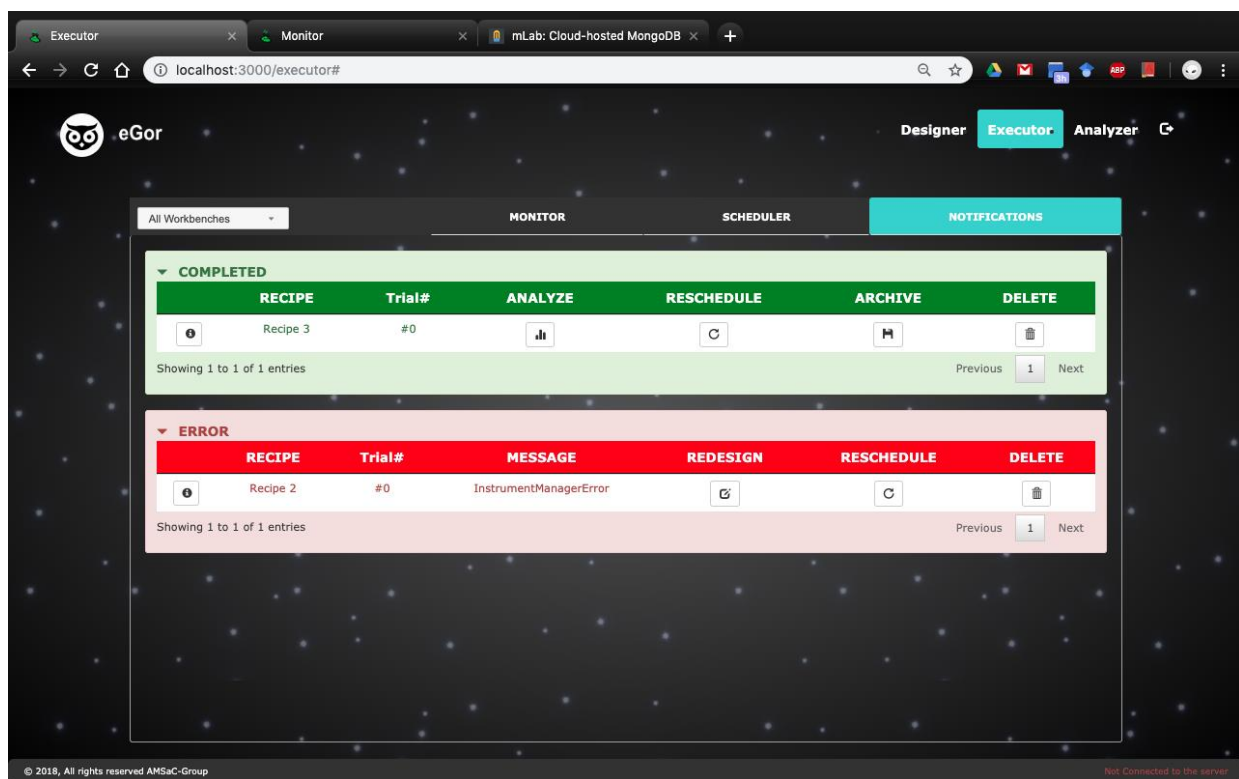 Executor Monitor mLab: Cloud-hosted MongoDB
localhost:3000/executor#
3h ABP
eGor Designer Executor Analyzer
All Workbenches MONITOR SCHEDULER NOTIFICATIONS
COMPLETED
RECIPE Trial# ANALYZE RESCHEDULE ARCHIVE DELETE
Recipe 3 #0
Showing 1 to 1 of 1 entries Previous 1 Next
ERROR
RECIPE Trial# MESSAGE REDESIGN RESCHEDULE DELETE
Recipe 2 #0 InstrumentManagerError
Showing 1 to 1 of 1 entries Previous 1 Next
© 2018, All rights reserved AMSaC-Group Not Connected to the server